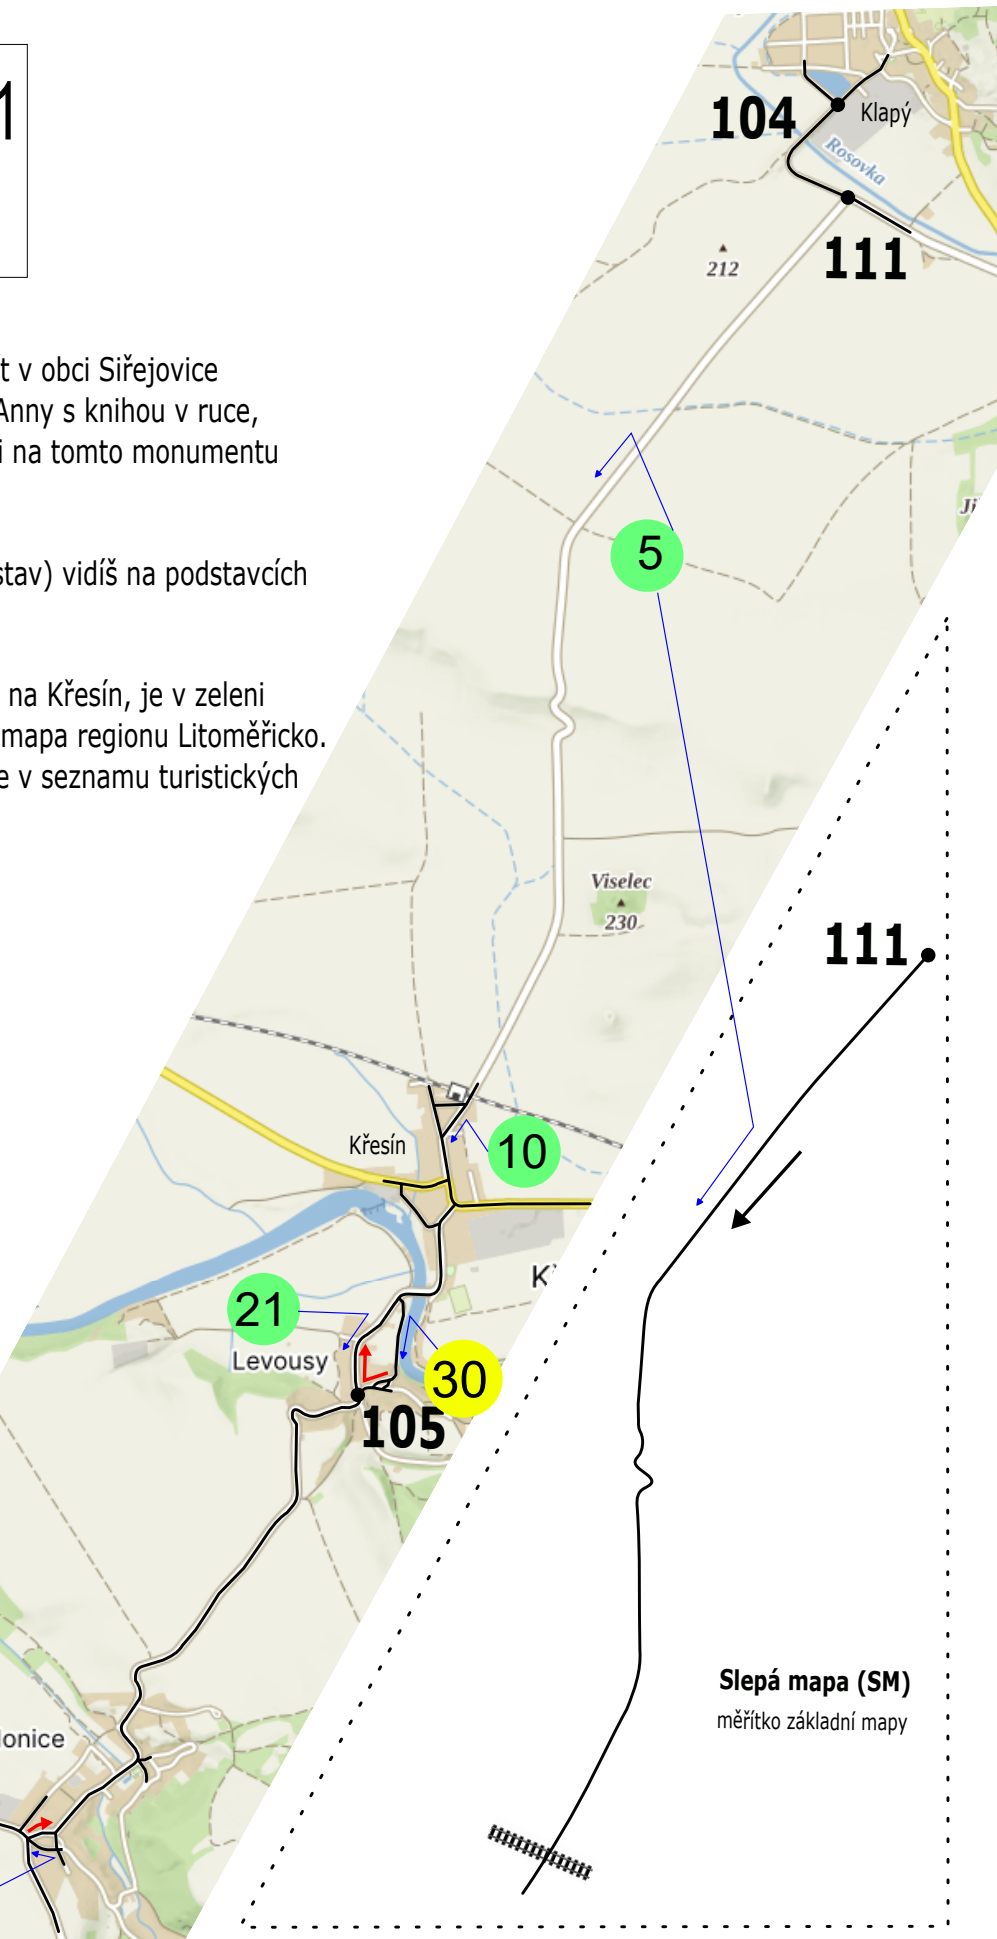 1
t v obci Siřejovice
Anny s knihou v ruce,
i na tomto monumentu
stav) vidíš na podstavcích
na Křesín, je v zeleni
mapa regionu Litoměřicko.
e v seznamu turistických
104
Klapý
Rosovka
111
212
5
Ji
Viselec
230
111
Křesín
10
K
21
Levousy
30
105
Slepá mapa (SM)
měřítko základní mapy
lonice